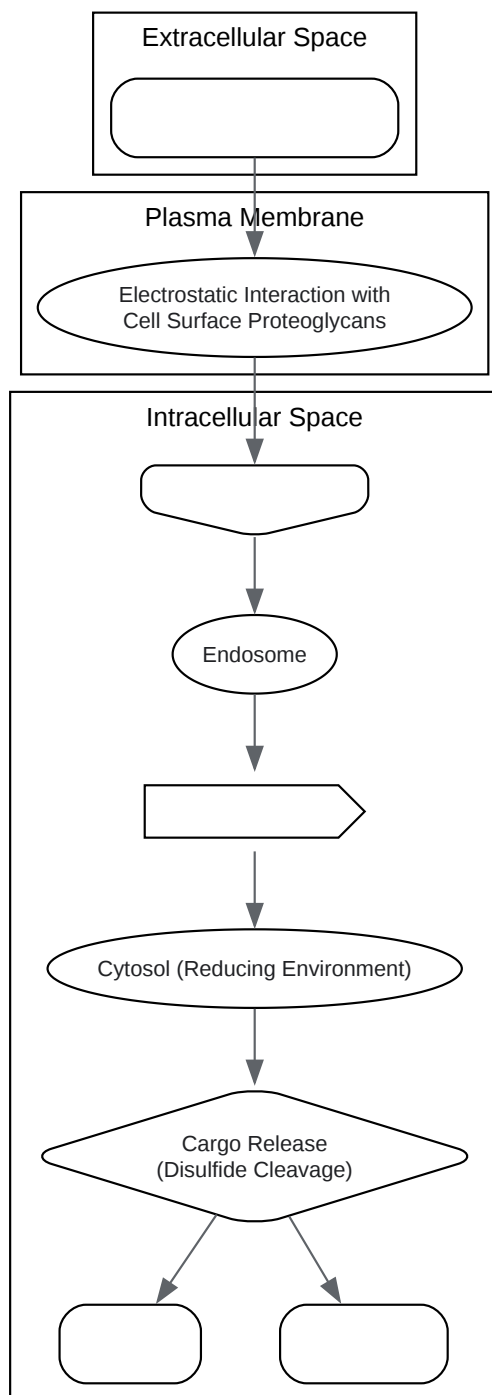 Extracellular Space
Plasma Membrane
Electrostatic Interaction with
Cell Surface Proteoglycans
Intracellular Space
Endosome
Cytosol (Reducing Environment)
Cargo Release
(Disulfide Cleavage)